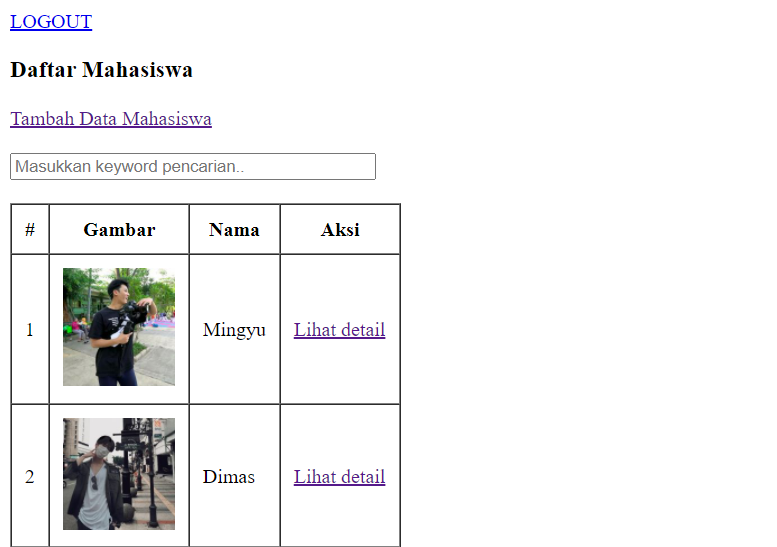 LOGOUT
Daftar Mahasiswa
Tambah Data Mahasiswa
Masukkan keyword pencarian..
# Gambar Nama Aksi
1 Mingyu Lihat detail
2 Dimas Lihat detail